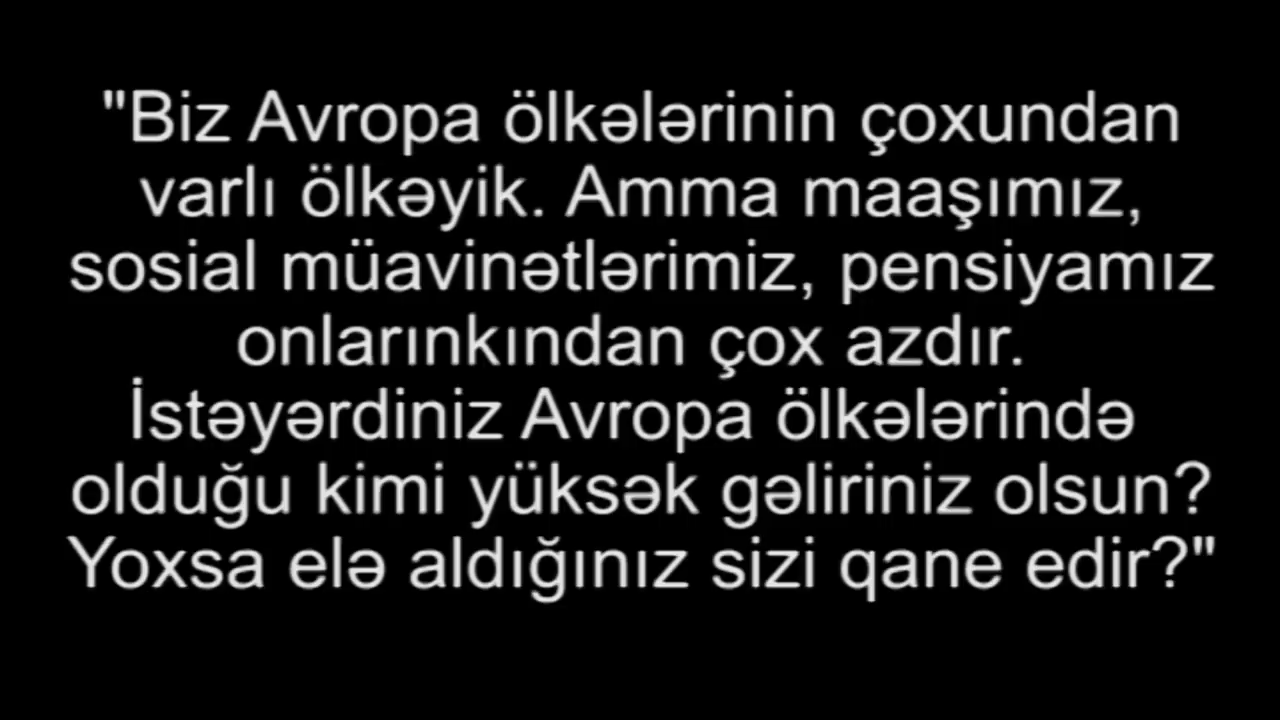 "Biz Avropa ölkələrinin çoxundan
varlı ölkəyik. Amma maaşımız,
sosial müavinətlərimiz, pensiyamız
onlarınkından çox azdır.
İstəyərdiniz Avropa ölkələrində
olduğu kimi yüksək gəliriniz olsun?
Yoxsa elə aldığınız sizi qane edir?"